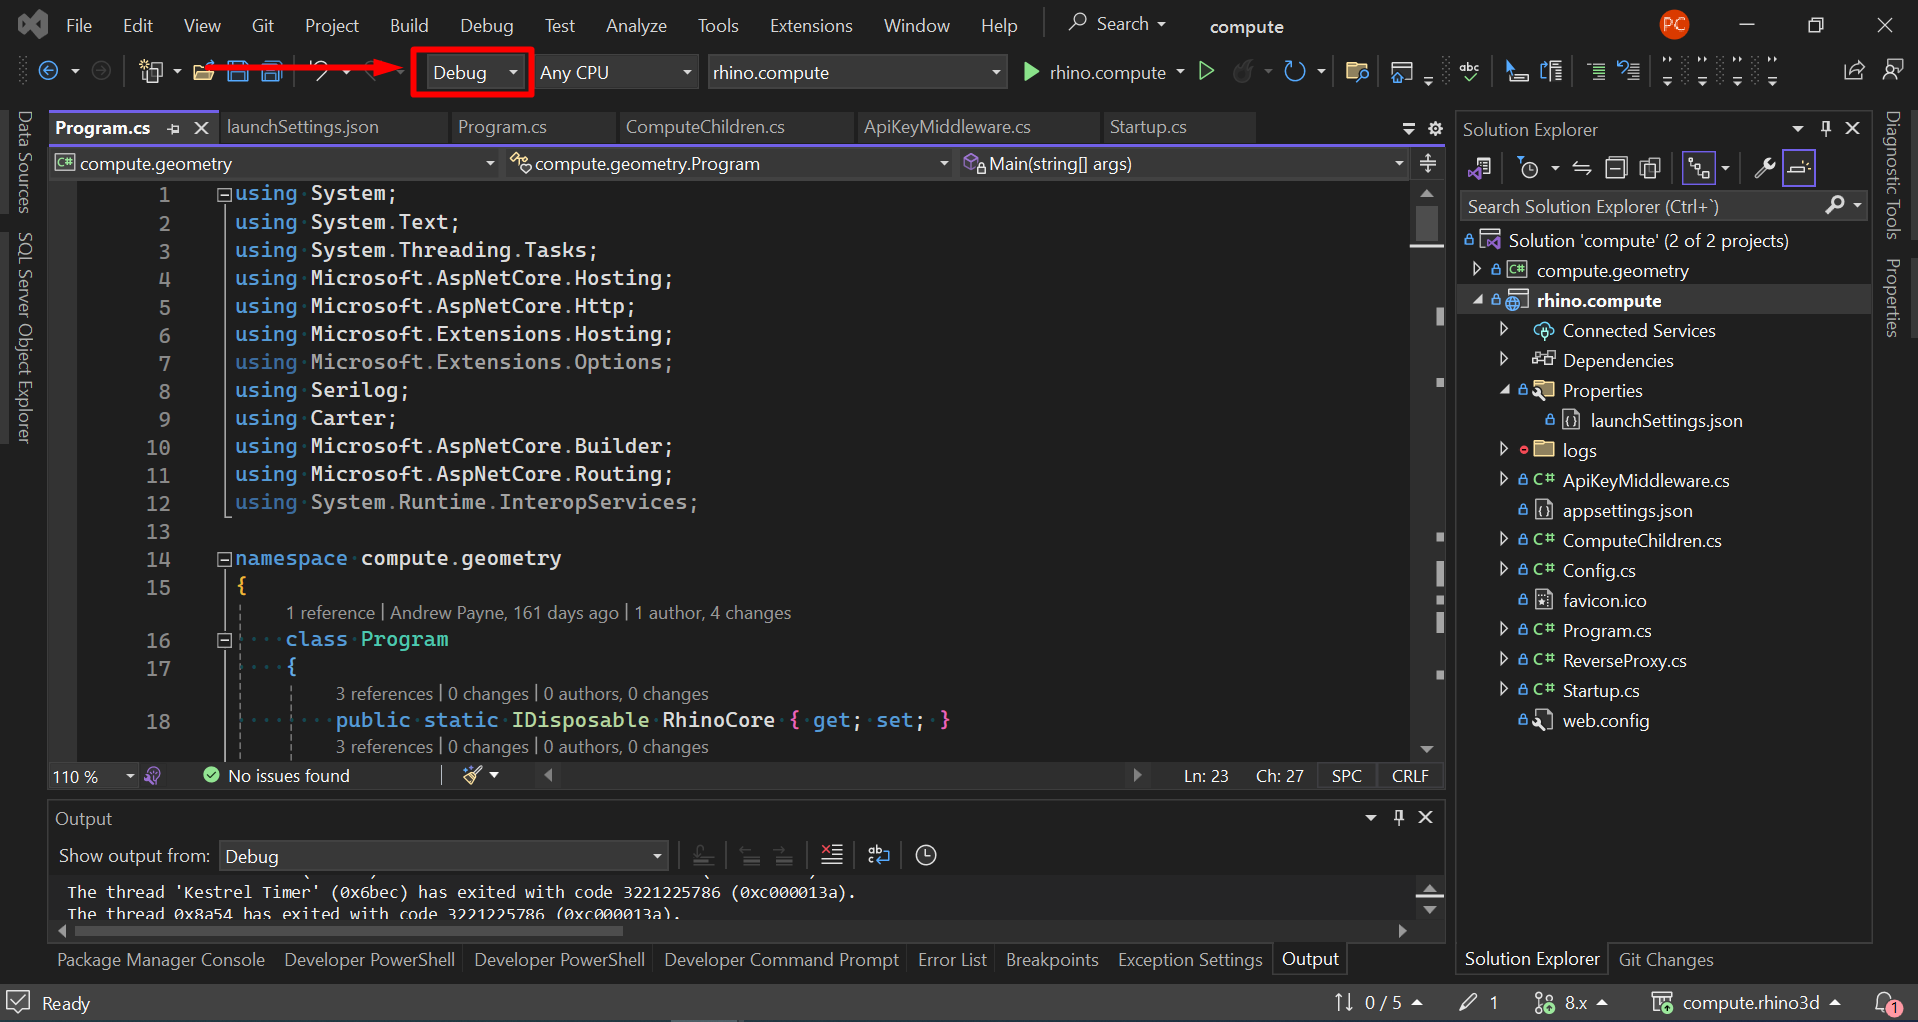 File Edit View Git Project Build Debug Test Analyze Tools Extensions Window Help Search compute PC
Debug Any CPU rhino.compute rhino.compute abc
Data Sources
SQL Server Object Explorer
Program.cs launchSettings.json Program.cs ComputeChildren.cs ApiKeyMiddleware.cs Startup.cs
C# compute.geometry compute.geometry.Program Main(string[] args)
1 using System;
2 using System.Text;
3 using System.Threading.Tasks;
4 using Microsoft.AspNetCore.Hosting;
5 using Microsoft.AspNetCore.Http;
6 using Microsoft.Extensions.Hosting;
7 using Microsoft.Extensions.Options;
8 using Serilog;
9 using Carter;
10 using Microsoft.AspNetCore.Builder;
11 using Microsoft.AspNetCore.Routing;
12 using System.Runtime.InteropServices;
13
14 namespace compute.geometry
15 {
1 reference | Andrew Payne, 161 days ago | 1 author, 4 changes
16 class Program
17 {
3 references | 0 changes | 0 authors, 0 changes
18 public static IDisposable RhinoCore { get; set; }
3 references | 0 changes | 0 authors, 0 changes
110 % No issues found Ln: 23 Ch: 27 SPC CRLF
Output
Show output from: Debug ab c
The thread 'Kestrel Timer' (0x6bec) has exited with code 3221225786 (0xc000013a).
The thread 0x8a54 has exited with code 3221225786 (0xc000013a).
Package Manager Console Developer PowerShell Developer PowerShell Developer Command Prompt Error List Breakpoints Exception Settings Output
Solution Explorer
Search Solution Explorer (Ctrl+`)
Solution 'compute' (2 of 2 projects)
C# compute.geometry
rhino.compute
Connected Services
Dependencies
Properties
launchSettings.json
logs
C# ApiKeyMiddleware.cs
appsettings.json
C# ComputeChildren.cs
C# Config.cs
favicon.ico
C# Program.cs
C# ReverseProxy.cs
C# Startup.cs
web.config
Solution Explorer Git Changes
Diagnostic Tools
Properties
Ready 0 / 5 1 8.x compute.rhino3d 1